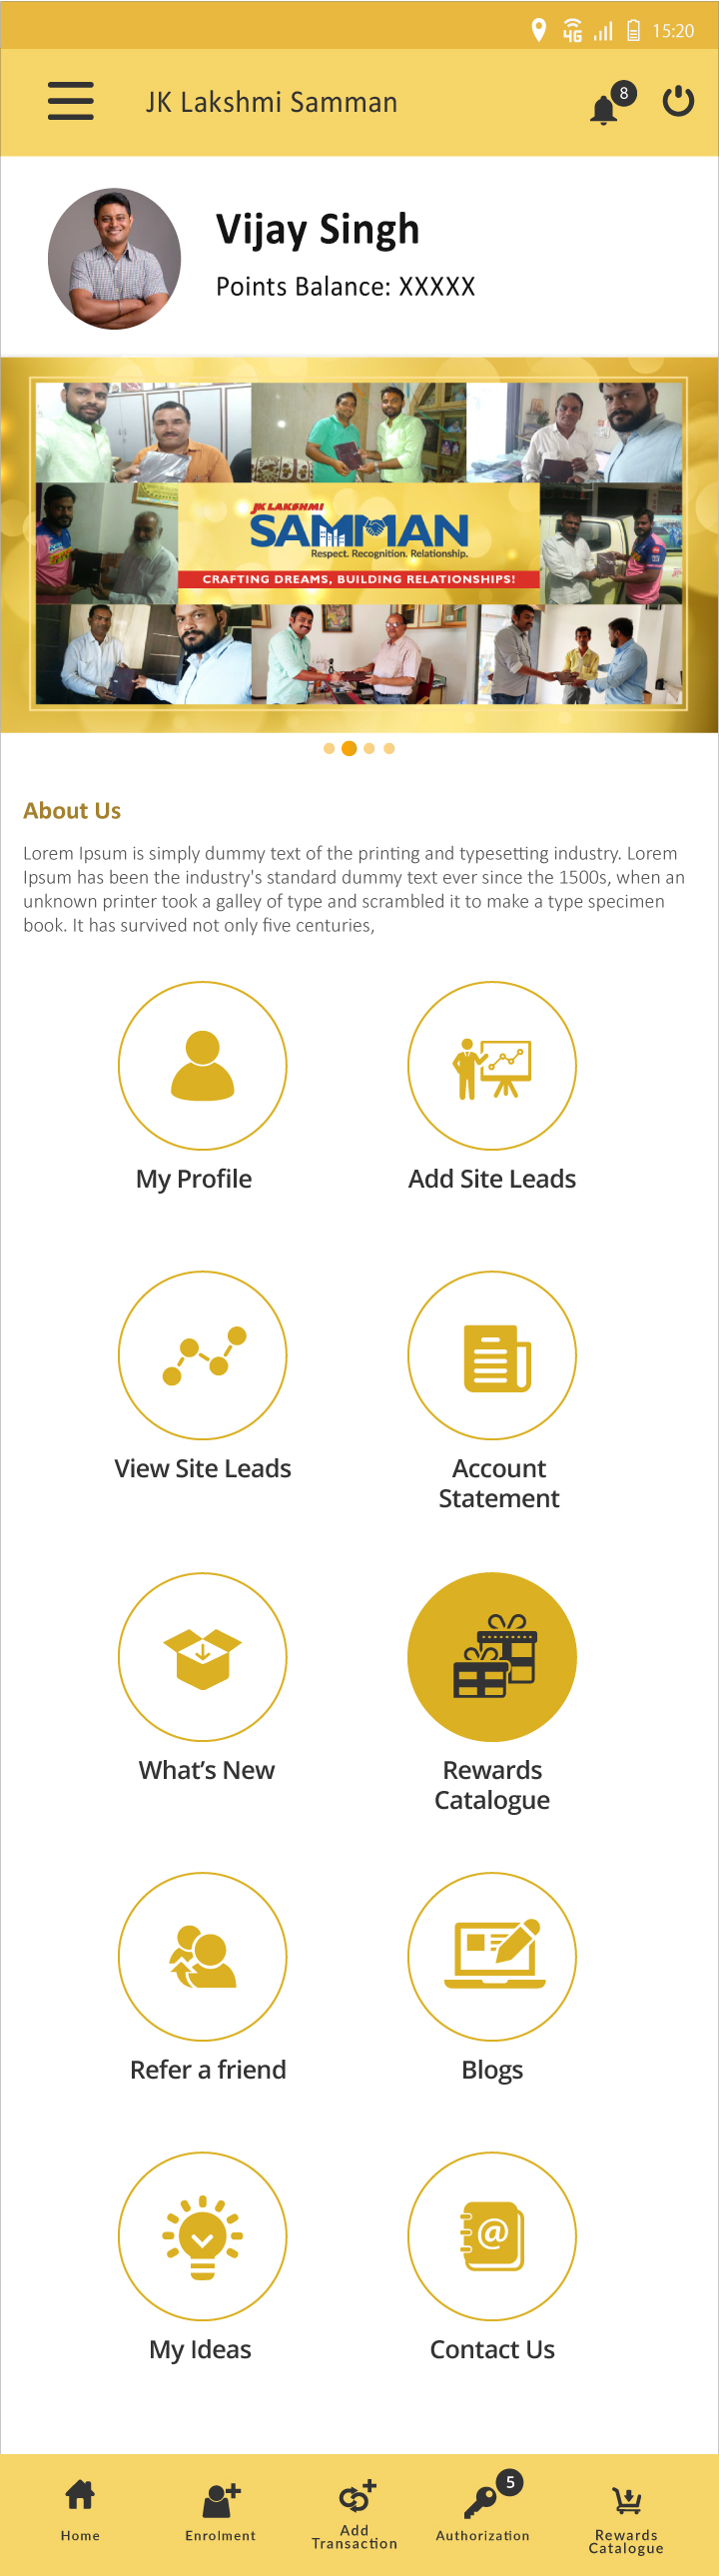 4G 15:20
JK Lakshmi Samman
8
Vijay Singh
Points Balance: XXXXX
JK LAKSHMI
SAMMAN
Respect. Recognition. Relationship.
CRAFTING DREAMS, BUILDING RELATIONSHIPS!
About Us
Lorem Ipsum is simply dummy text of the printing and typesetting industry. Lorem
Ipsum has been the industry's standard dummy text ever since the 1500s, when an
unknown printer took a galley of type and scrambled it to make a type specimen
book. It has survived not only five centuries,
My Profile
Add Site Leads
View Site Leads
Account
Statement
What's New
Rewards
Catalogue
Refer a friend
Blogs
@
My Ideas
Contact Us
Home
Enrolment
Add
Transaction
5
Authorization
Rewards
Catalogue